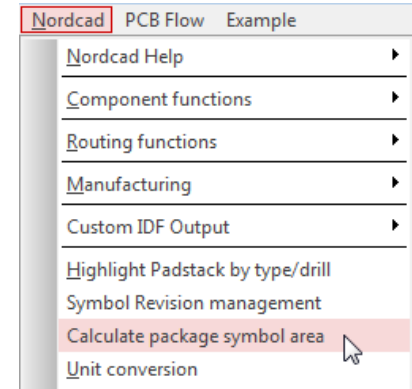 Nordcad PCB Flow Example
Nordcad Help
Component functions
Routing functions
Manufacturing
Custom IDF Output
Highlight Padstack by type/drill
Symbol Revision management
Calculate package symbol area
Unit conversion